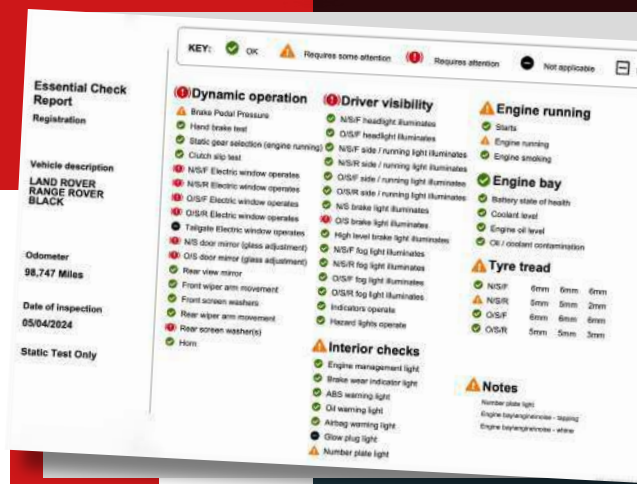 KEY: OK Requires some attention Requires attention Not applicable
Essential Check
Report
Registration
Vehicle description
LAND ROVER
RANGE ROVER
BLACK
Odometer
98,747 Miles
Date of inspection
05/04/2024
Static Test Only
Dynamic operation
Brake Pedal Pressure
Hand brake test
Static gear selection (engine running)
Clutch slip test
N/S/F Electric window operates
N/S/R Electric window operates
O/S/F Electric window operates
O/S/R Electric window operates
Tailgate Electric window operates
N/S door mirror (glass adjustment)
O/S door mirror (glass adjustment)
Rear view mirror
Front wiper arm movement
Front screen washers
Rear wiper arm movement
Rear screen washer(s)
Horn
Driver visibility
N/S/F headlight illuminates
O/S/F headlight illuminates
N/S/F side / running light illuminates
N/S/R side / running light illuminates
O/S/F side / running light illuminates
O/S/R side / running light illuminates
N/S brake light illuminates
O/S brake light illuminates
High level brake light illuminates
N/S/F fog light illuminates
N/S/R fog light illuminates
O/S/F fog light illuminates
O/S/R fog light illuminates
Indicators operate
Hazard lights operate
Interior checks
Engine management light
Brake wear indicator light
ABS warning light
Oil warning light
Airbag warning light
Glow plug light
Number plate light
Engine running
Starts
Engine running
Engine smoking
Engine bay
Battery state of health
Coolant level
Engine oil level
Oil / coolant contamination
Tyre tread
N/S/F 6mm 6mm 6mm
N/S/R 5mm 5mm 2mm
O/S/F 6mm 6mm 6mm
O/S/R 5mm 5mm 3mm
Notes
Number plate light
Engine bay/engine/noise - tapping
Engine bay/engine/noise - whine